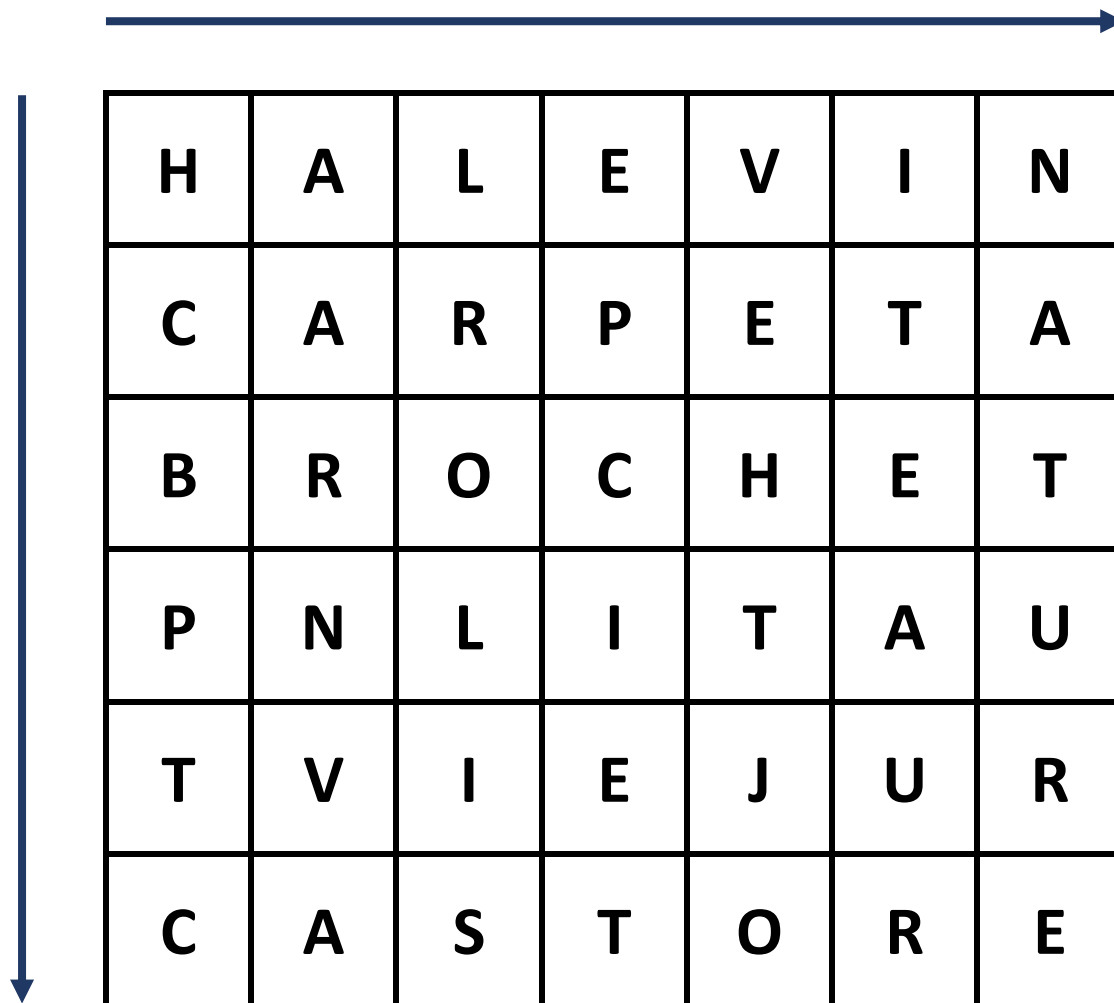 H A L E V I N
C A R P E T A
B R O C H E T
P N L I T A U
T V I E J U R
C A S T O R E